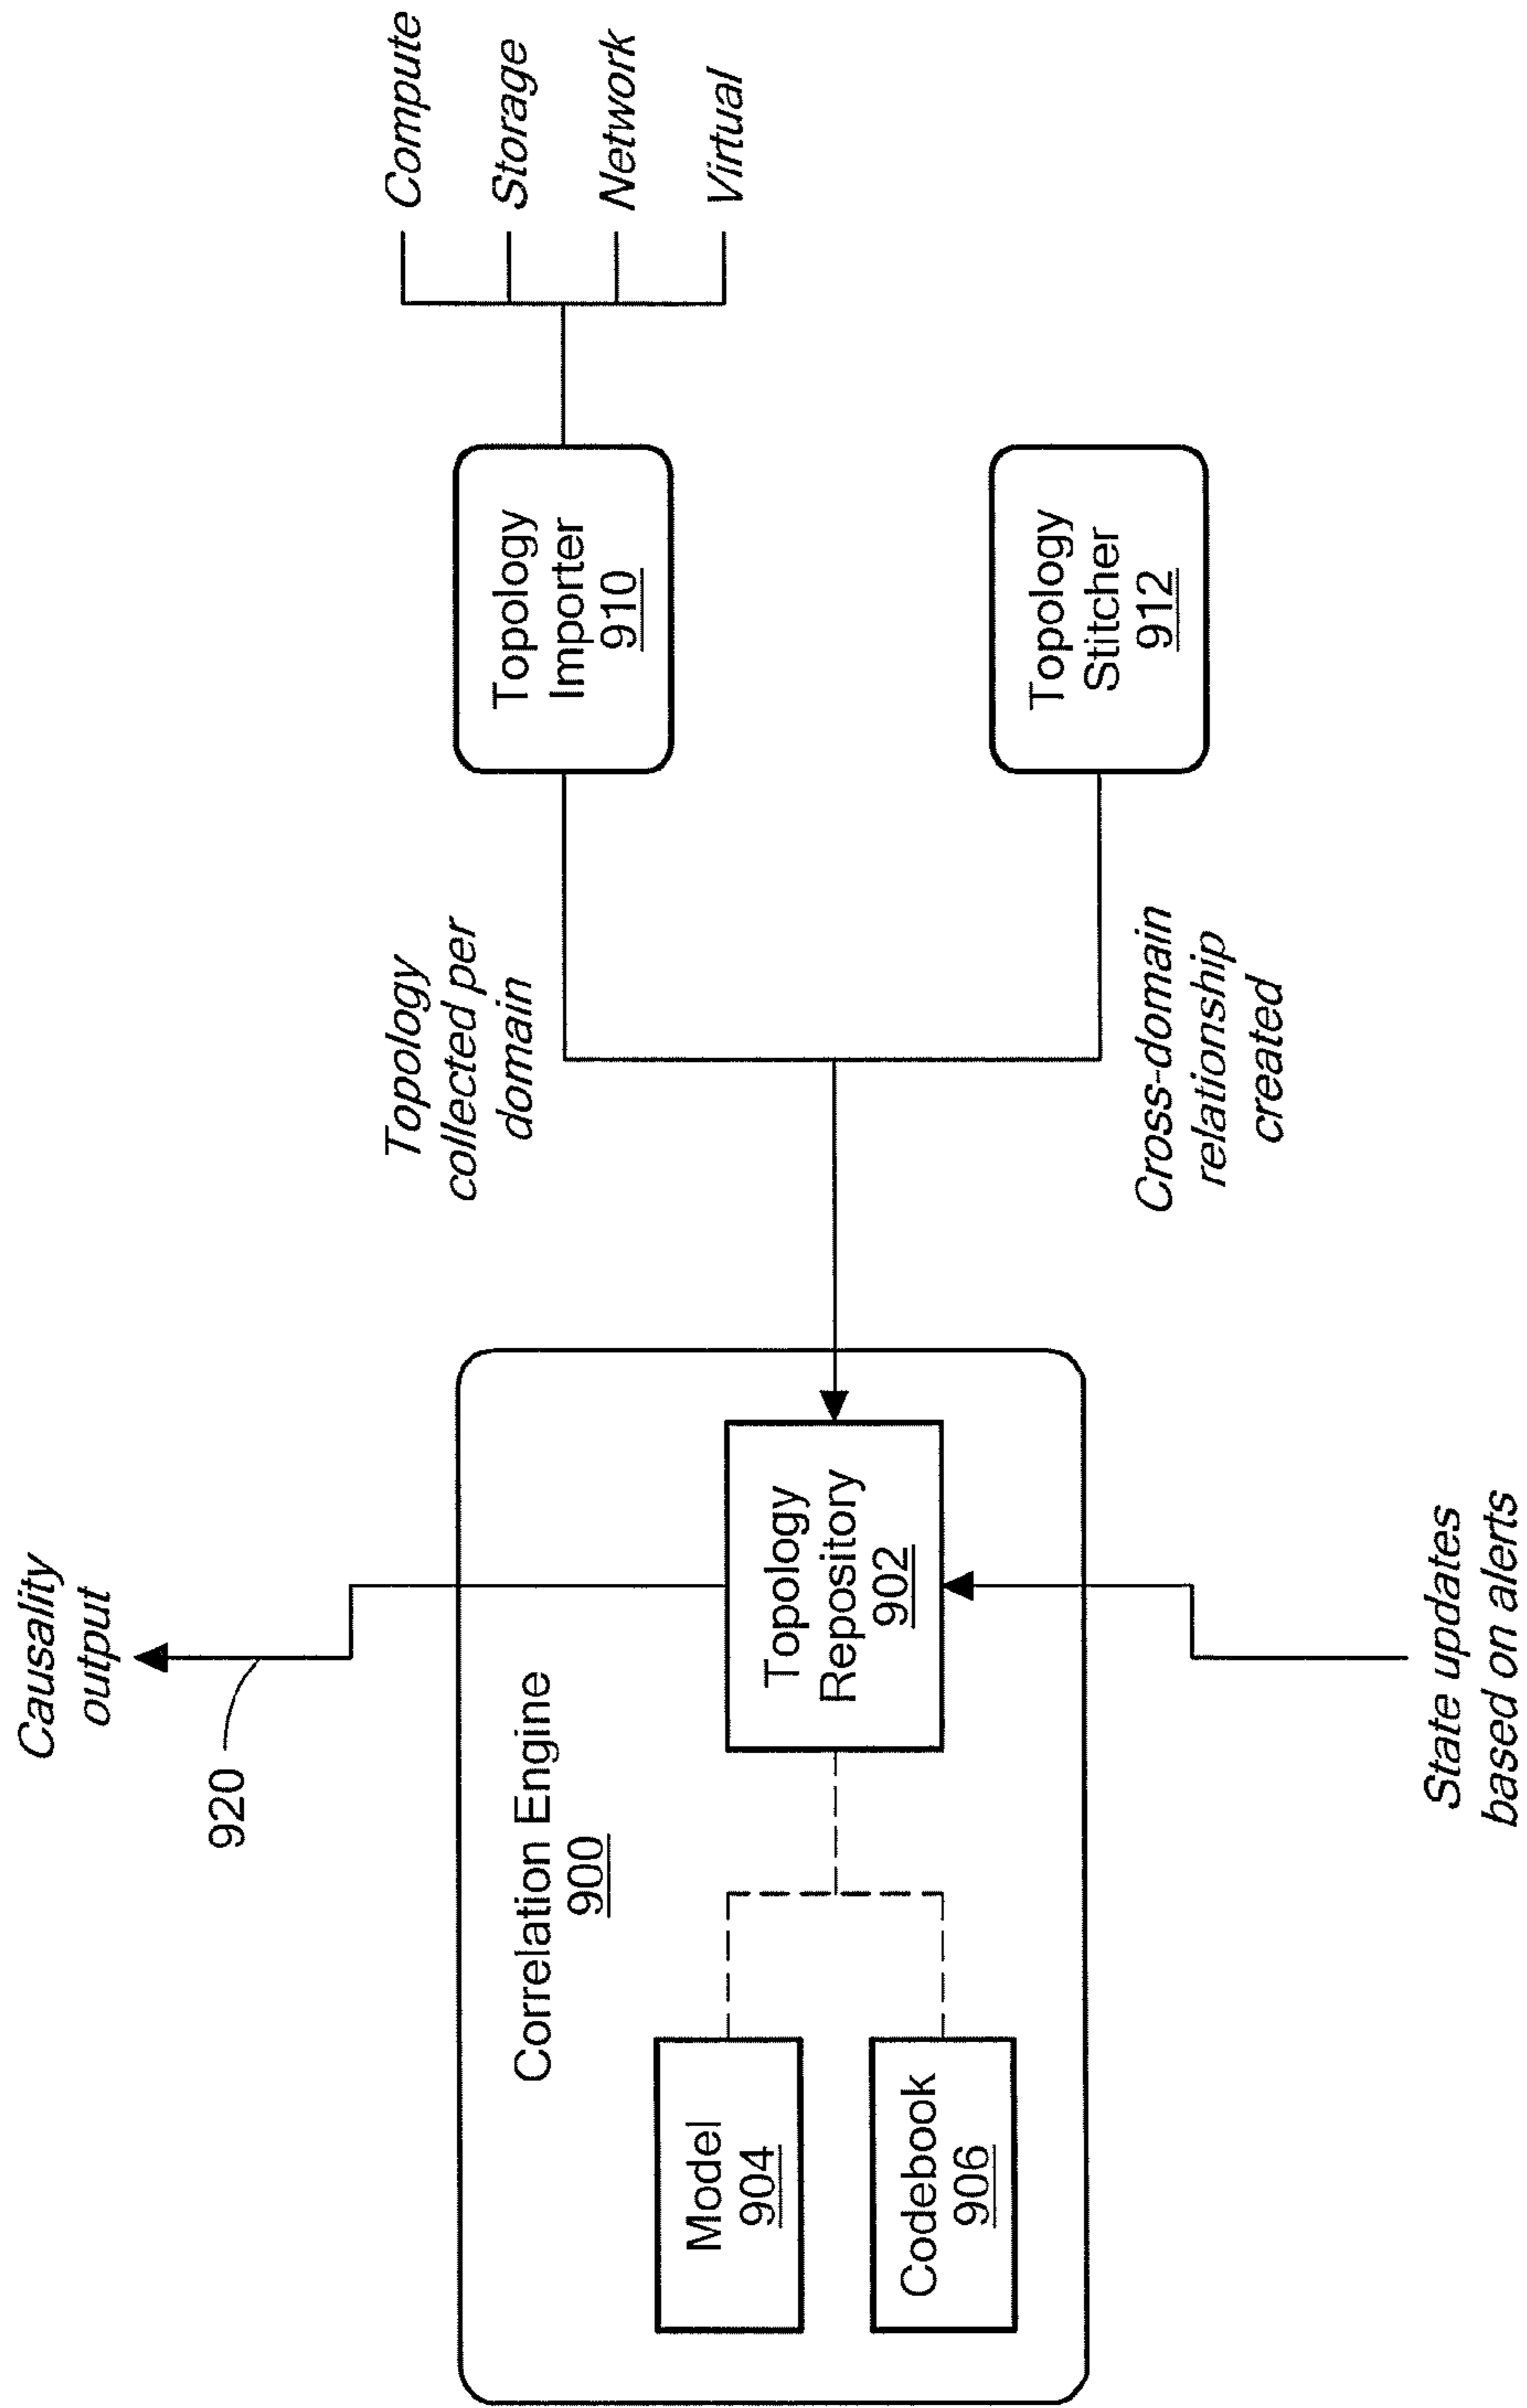 Causality
output
920
Correlation Engine
900
Model
904
Codebook
906
Topology
Repository
902
State updates
based on alerts
Topology
collected per
domain
Cross-domain
relationship
created
Topology
Importer
910
Topology
Stitcher
912
Compute
Storage
Network
Virtual